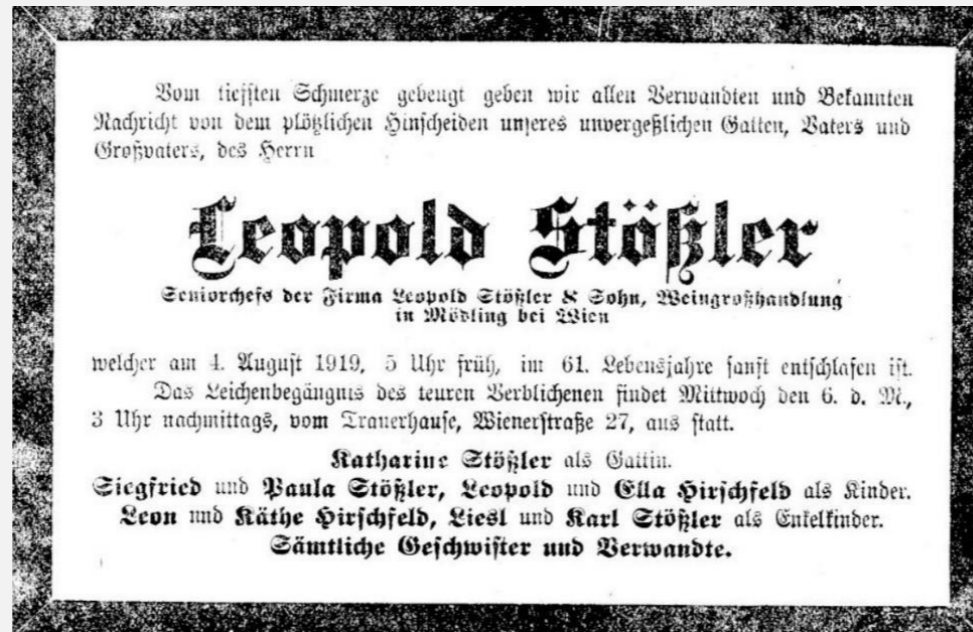 Vom tiefsten Schmerze gebeugt geben wir allen Verwandten und Bekannten
Nachricht von dem plötzlichen Hinscheiden unseres unvergeßlichen Gatten, Vaters und
Großvaters, des Herrn
Leopold Stößler
Seniorchefs der Firma Leopold Stößler & Sohn, Weingroßhandlung
in Mödling bei Wien
welcher am 4. August 1919, 5 Uhr früh, im 61. Lebensjahre sanft entschlafen ist.
Das Leichenbegängnis des teuren Verblichenen findet Mittwoch den 6. d. M.,
3 Uhr nachmittags, vom Trauerhause, Wienerstraße 27, aus statt.
Katharine Stößler als Gattin.
Siegfried und Paula Stößler, Leopold und Ella Hirschfeld als Kinder.
Leon und Käthe Hirschfeld, Liesl und Karl Stößler als Enkelkinder.
Sämtliche Geschwister und Verwandte.